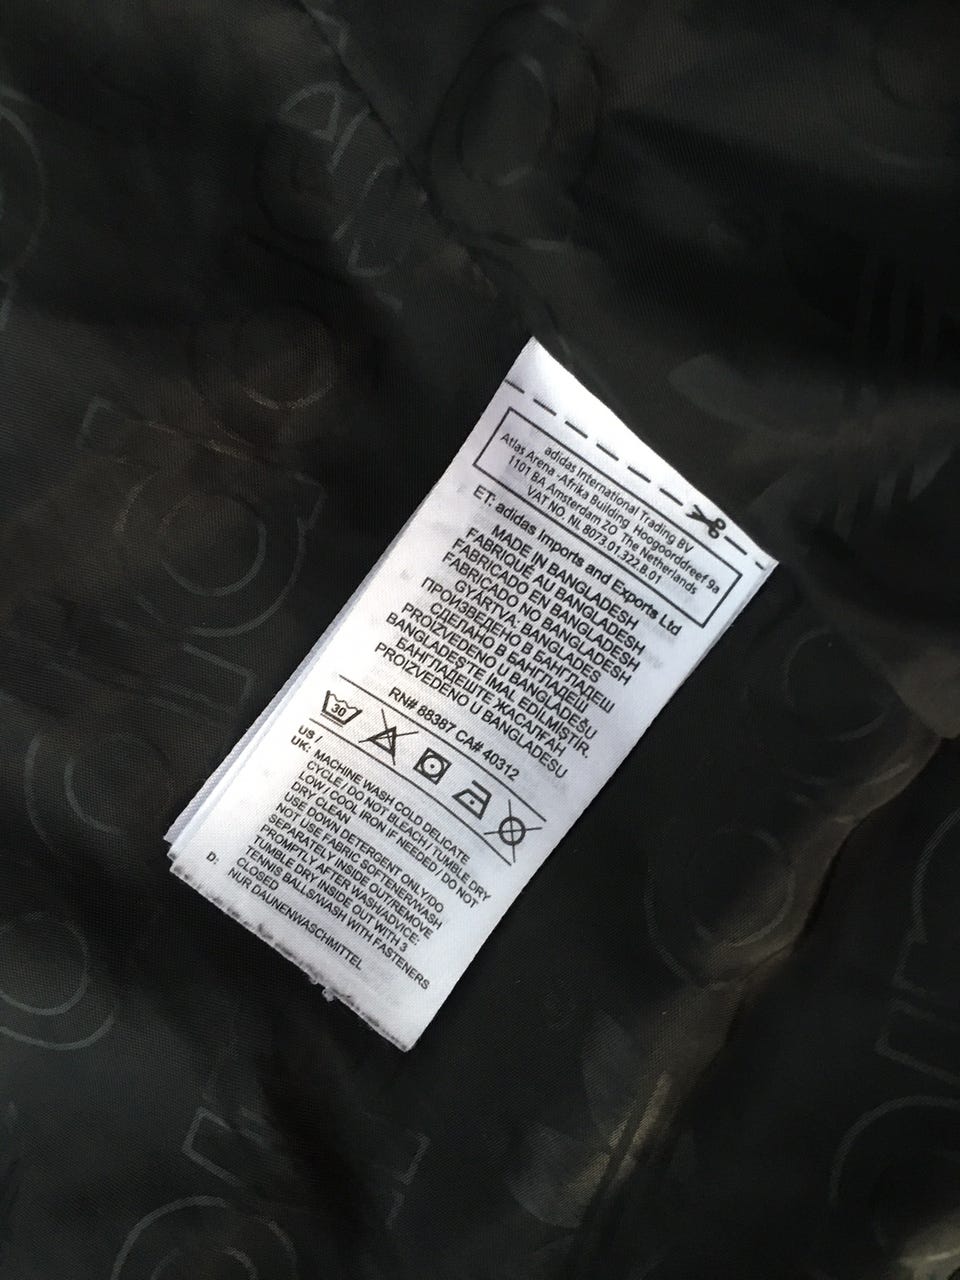 adidas International Trading BV
Atlas Arena -Afrika Building Hoogoorddreef 9a
1101 BA Amsterdam ZO The Netherlands
VAT NO. NL 8073.01.322.B.01
ET: adidas Imports and Exports Ltd
MADE IN BANGLADESH
FABRIQUÉ AU BANGLADESH
FABRICADO EN BANGLADESH
FABRICADO NO BANGLADESH
GYÁRTVA: BANGLADES
ПРОИЗВЕДЕНО В БАНГЛАДЕШ
СДЕЛАНО В БАНГЛАДЕШ
PROIZVEDENO U BANGLADEŠU
BANGLADEŞ'TE IMAL EDILMIŞTIR.
БАНГЛАДЕШТЕ ЖАСАЛҒАН
PROIZVEDENO U BANGLADESU
RN# 88387 CA# 40312
30
US /
UK: MACHINE WASH COLD DELICATE
CYCLE / DO NOT BLEACH / TUMBLE DRY
LOW / COOL IRON IF NEEDED / DO NOT
DRY CLEAN
USE DOWN DETERGENT ONLY/DO
NOT USE FABRIC SOFTENER/WASH
SEPARATELY INSIDE OUT/REMOVE
PROMPTLY AFTER WASH/ADVICE:
TUMBLE DRY INSIDE OUT WITH 3
TENNIS BALLS/WASH WITH FASTENERS
CLOSED
D: NUR DAUNENWASCHMITTEL